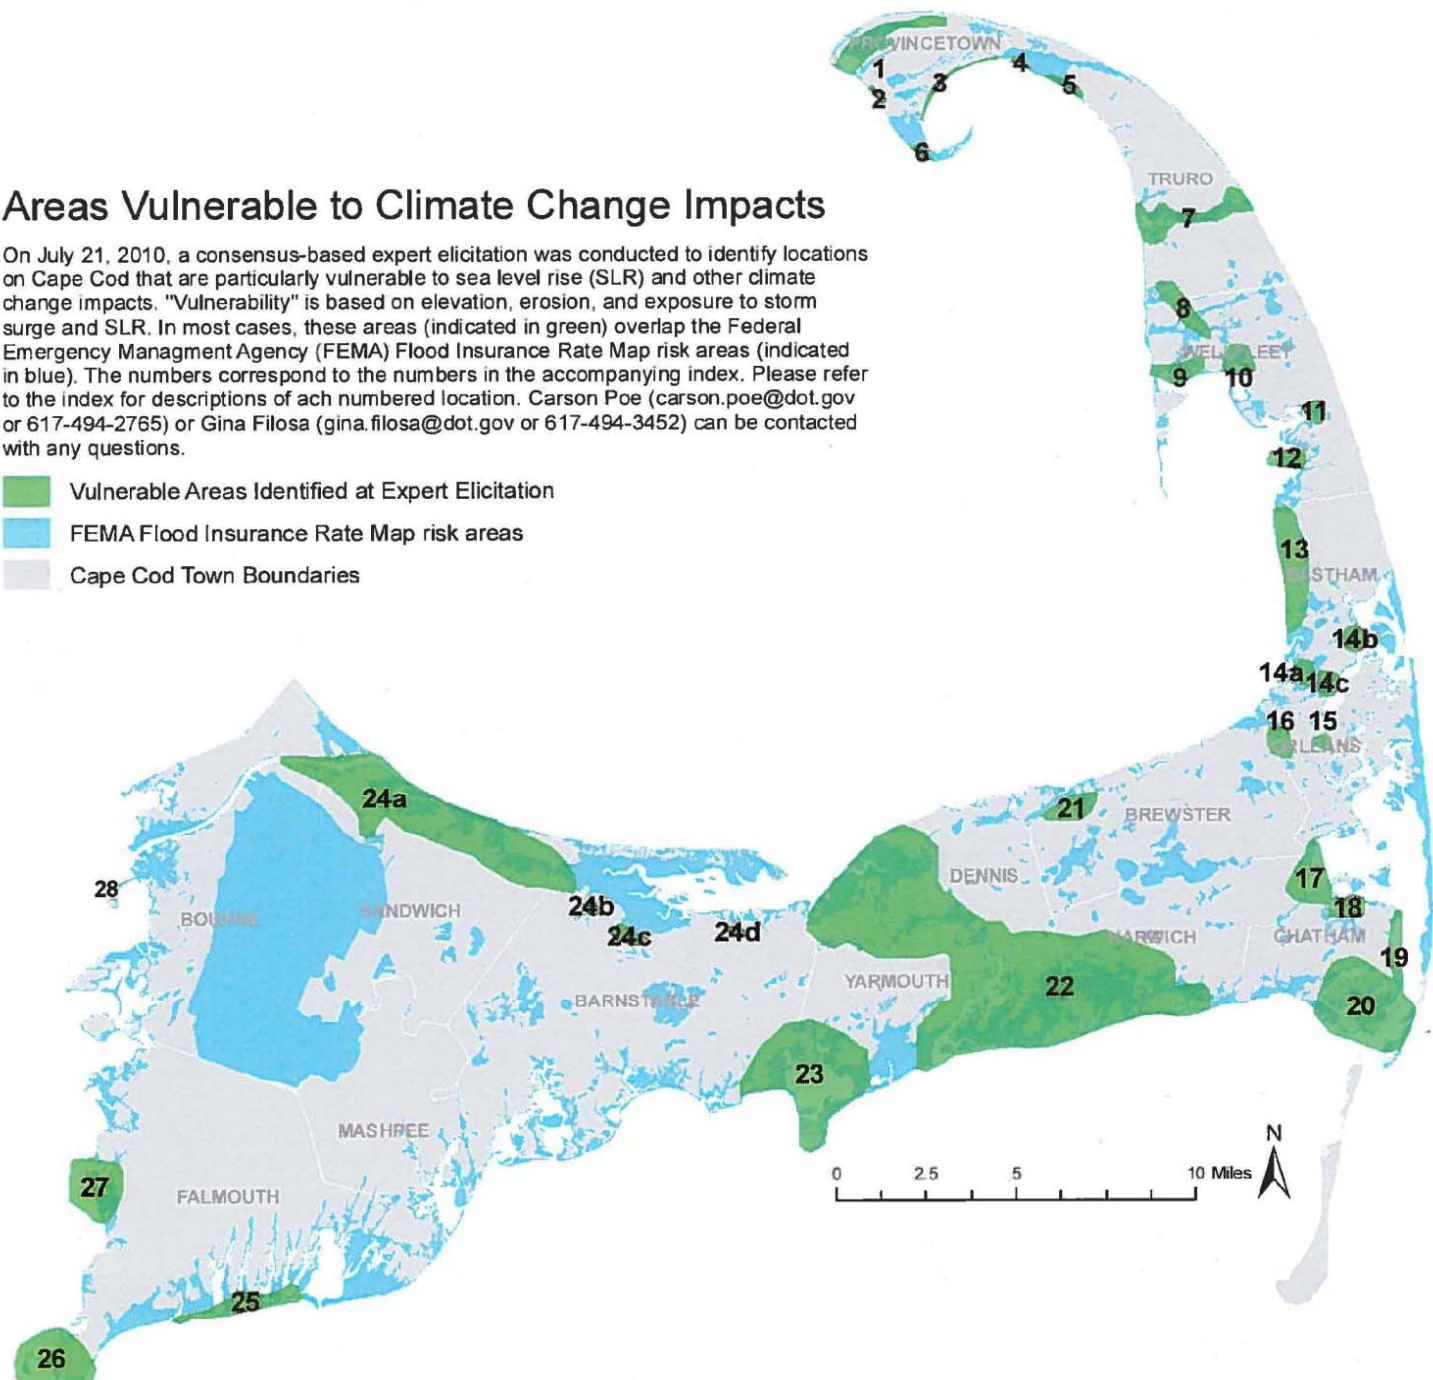 Areas Vulnerable to Climate Change Impacts
On July 21, 2010, a consensus-based expert elicitation was conducted to identify locations
on Cape Cod that are particularly vulnerable to sea level rise (SLR) and other climate
change impacts. "Vulnerability" is based on elevation, erosion, and exposure to storm
surge and SLR. In most cases, these areas (indicated in green) overlap the Federal
Emergency Managment Agency (FEMA) Flood Insurance Rate Map risk areas (indicated
in blue). The numbers correspond to the numbers in the accompanying index. Please refer
to the index for descriptions of ach numbered location. Carson Poe (carson.poe@dot.gov
or 617-494-2765) or Gina Filosa (gina.filosa@dot.gov or 617-494-3452) can be contacted
with any questions.
Vulnerable Areas Identified at Expert Elicitation
FEMA Flood Insurance Rate Map risk areas
Cape Cod Town Boundaries
PROVINCETOWN
1
2
3
4
5
6
TRURO
7
8
WELLFLEET
9
10
11
12
13
EASTHAM
14b
14a
14c
16
15
ORLEANS
24a
21
BREWSTER
28
BOURNE
SANDWICH
24b
24c
24d
DENNIS
17
18
HARWICH
CHATHAM
19
BARNSTABLE
YARMOUTH
22
20
23
MASHPEE
27
FALMOUTH
25
26
N
0
2.5
5
10 Miles